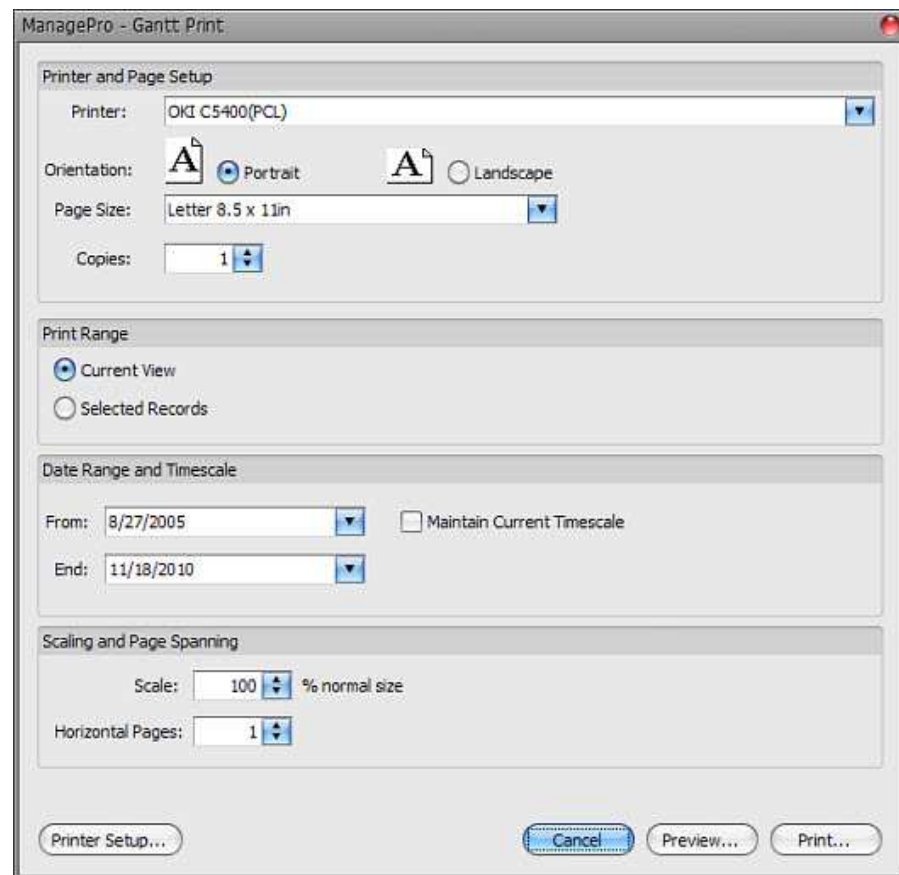 ManagePro - Gantt Print
Printer and Page Setup
Printer: OKI C5400(PCL)
Orientation: A Portrait A Landscape
Page Size: Letter 8.5 x 11in
Copies: 1
Print Range
Current View
Selected Records
Date Range and Timescale
From: 8/27/2005 Maintain Current Timescale
End: 11/18/2010
Scaling and Page Spanning
Scale: 100 % normal size
Horizontal Pages: 1
Printer Setup... Cancel Preview... Print...